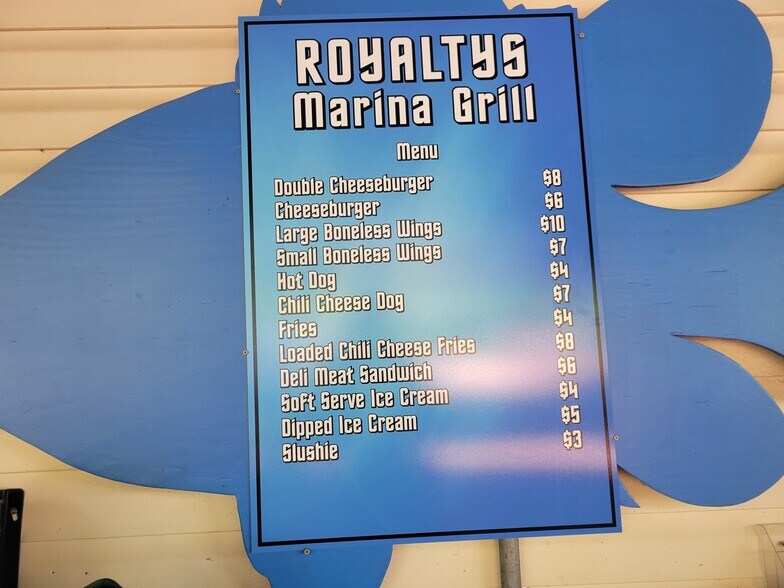 ROYALTYS
Marina Grill
Menu
Double Cheeseburger $8
Cheeseburger $6
Large Boneless Wings $10
Small Boneless Wings $7
Hot Dog $4
Chili Cheese Dog $7
Fries $4
Loaded Chili Cheese Fries $8
Deli Meat Sandwich $6
Soft Serve Ice Cream $4
Dipped Ice Cream $5
Slushie $3